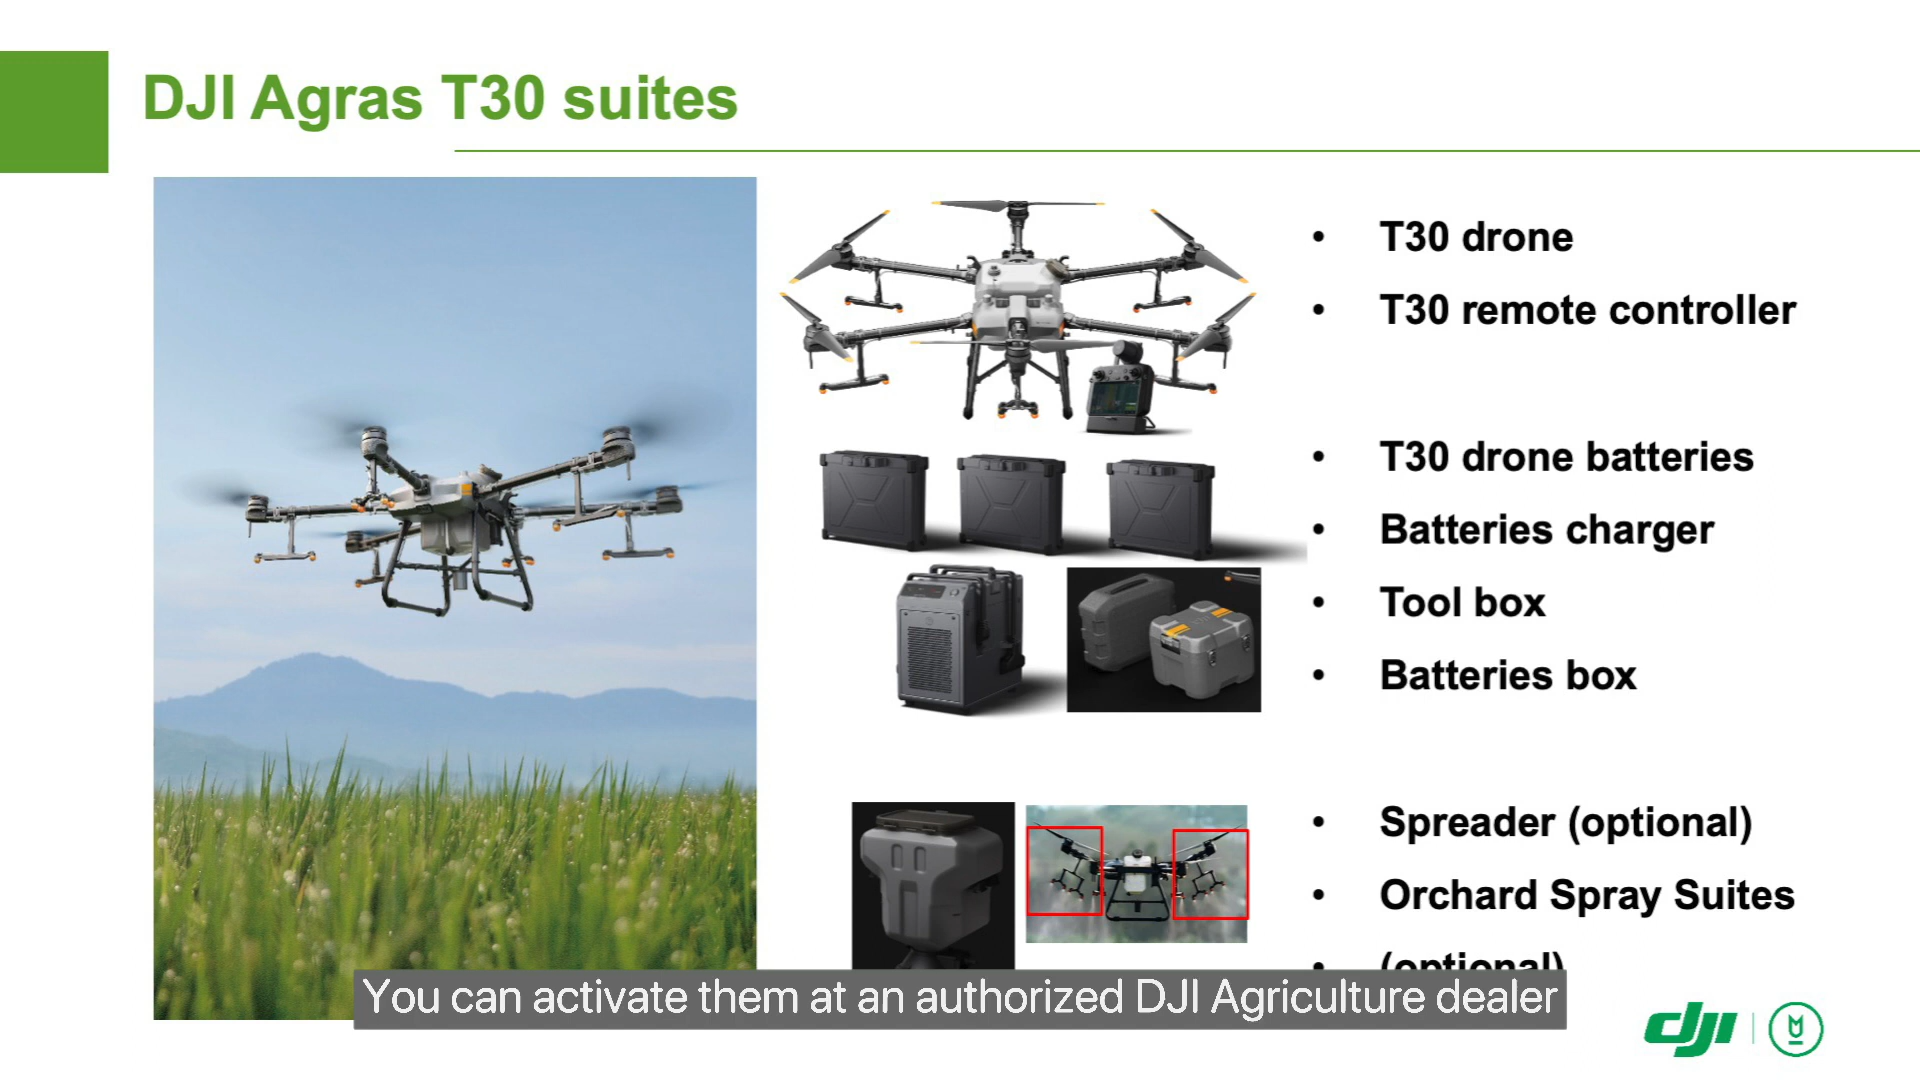 DJI Agras T30 suites
• T30 drone
• T30 remote controller
• T30 drone batteries
• Batteries charger
• Tool box
• Batteries box
• Spreader (optional)
• Orchard Spray Suites
• (optional)
You can activate them at an authorized DJI Agriculture dealer
dji